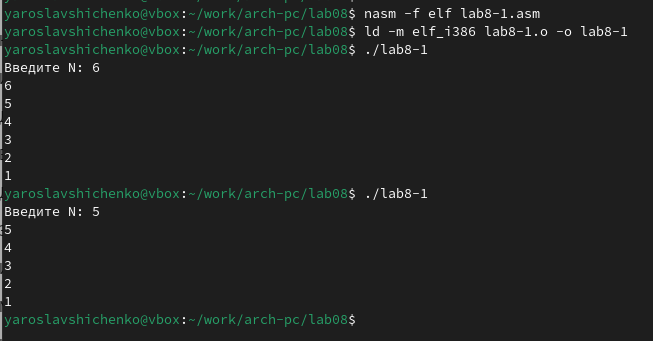 yaroslavshichenko@vbox:~/work/arch-pc/lab08$ nasm -f elf lab8-1.asm
yaroslavshichenko@vbox:~/work/arch-pc/lab08$ ld -m elf_i386 lab8-1.o -o lab8-1
yaroslavshichenko@vbox:~/work/arch-pc/lab08$ ./lab8-1
Введите N: 6
6
5
4
3
2
1
yaroslavshichenko@vbox:~/work/arch-pc/lab08$ ./lab8-1
Введите N: 5
5
4
3
2
1
yaroslavshichenko@vbox:~/work/arch-pc/lab08$